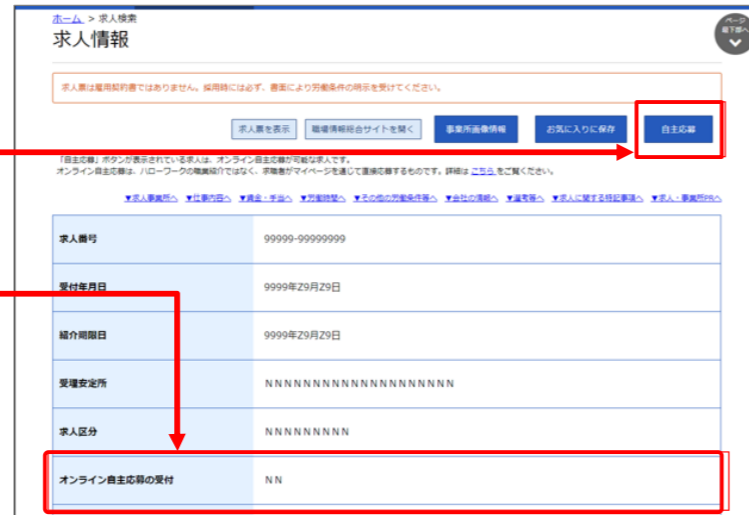 ホーム > 求人検索
求人情報
ページ
最下部へ
求人票は雇用契約書ではありません。採用時には必ず、書面により労働条件の明示を受けてください。
求人票を表示 職場情報総合サイトを開く 事業所画像情報 お気に入りに保存 自主応募
「自主応募」ボタンが表示されている求人は、オンライン自主応募が可能な求人です。
オンライン自主応募は、ハローワークの職業紹介ではなく、求職者がマイページを通じて直接応募するものです。詳細は こちら をご覧ください。
▼求人事業所へ ▼仕事内容へ ▼賃金・手当へ ▼労働時間へ ▼その他の労働条件等へ ▼会社の情報へ ▼選考等へ ▼求人に関する特記事項へ ▼求人・事業所PRへ
求人番号 99999-99999999
受付年月日 9999年Z9月Z9日
紹介期限日 9999年Z9月Z9日
受理安定所 NNNNNNNNNNNNNNNNNNNN
求人区分 NNNNNNNNN
オンライン自主応募の受付 NN